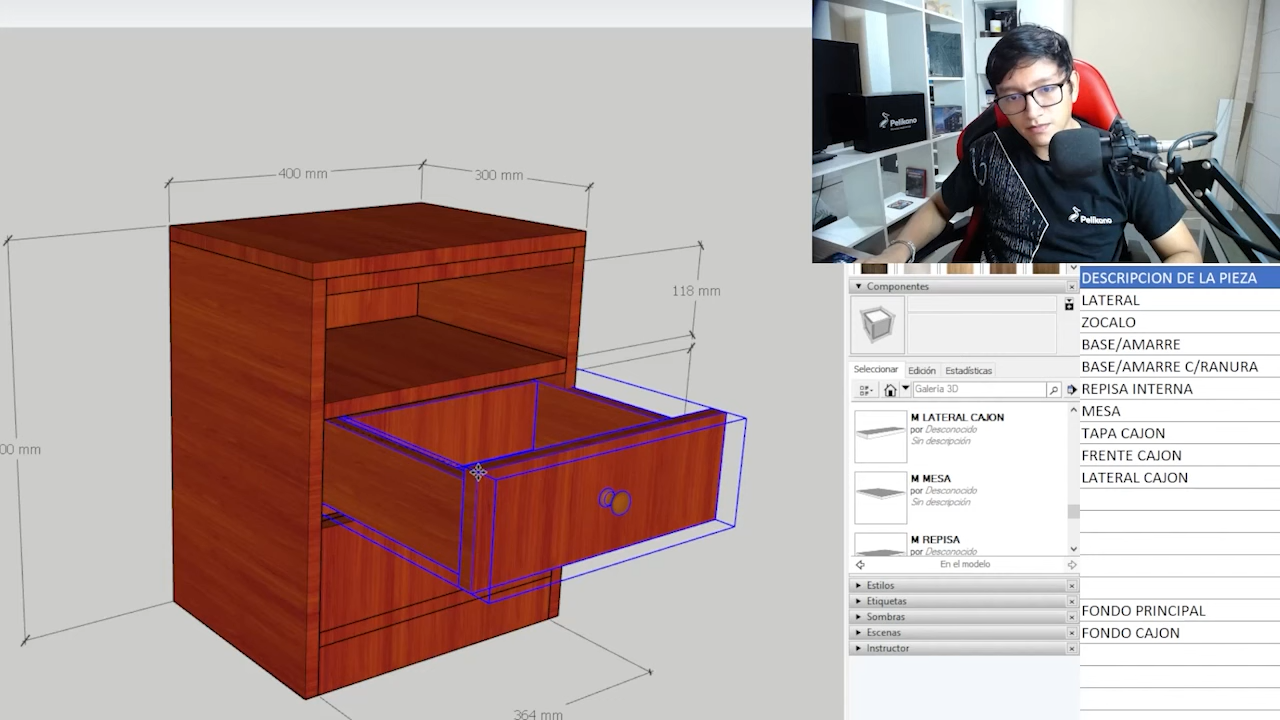 Pelikano
Pelikano
400 mm
300 mm
118 mm
00 mm
364 mm
Componentes
Seleccionar
Edición
Estadísticas
Galería 3D
M LATERAL CAJON
por Desconocido
Sin descripción
M MESA
por Desconocido
Sin descripción
M REPISA
por Desconocido
En el modelo
Estilos
Etiquetas
Sombras
Escenas
Instructor
DESCRIPCION DE LA PIEZA
LATERAL
ZOCALO
BASE/AMARRE
BASE/AMARRE C/RANURA
REPISA INTERNA
MESA
TAPA CAJON
FRENTE CAJON
LATERAL CAJON
FONDO PRINCIPAL
FONDO CAJON